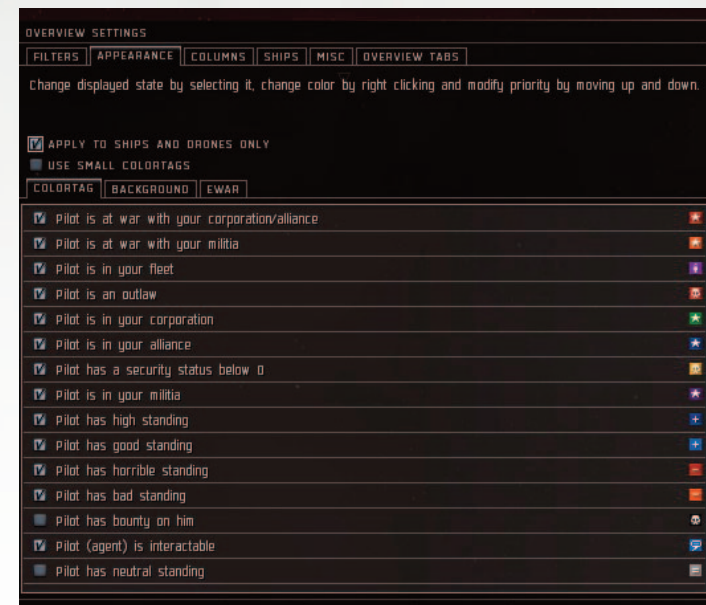 OVERVIEW SETTINGS
FILTERS APPEARANCE COLUMNS SHIPS MISC OVERVIEW TABS
Change displayed state by selecting it, change color by right clicking and modify priority by moving up and down.
APPLY TO SHIPS AND DRONES ONLY
USE SMALL COLORTAGS
COLORTAG BACKGROUND EWAR
Pilot is at war with your corporation/alliance
Pilot is at war with your militia
Pilot is in your fleet
Pilot is an outlaw
Pilot is in your corporation
Pilot is in your alliance
Pilot has a security status below 0
Pilot is in your militia
Pilot has high standing
Pilot has good standing
Pilot has horrible standing
Pilot has bad standing
Pilot has bounty on him
Pilot (agent) is interactable
Pilot has neutral standing